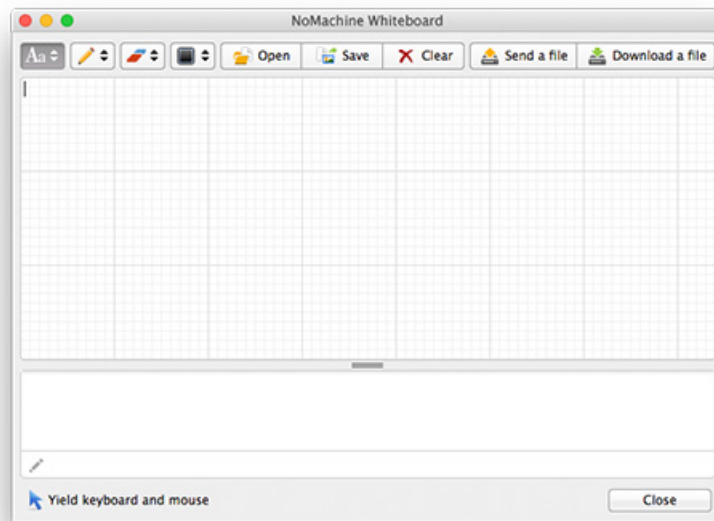 NoMachine Whiteboard
Aa Open Save Clear Send a file Download a file
Yield keyboard and mouse Close